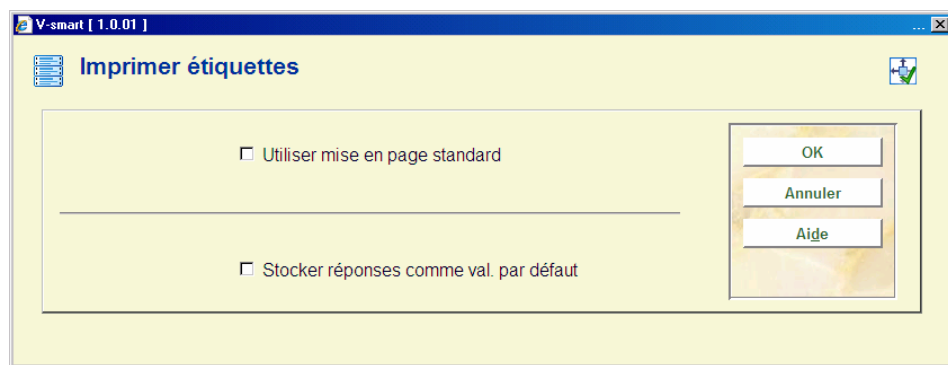 V-smart [ 1.0.01 ]
...
Imprimer étiquettes
Utiliser mise en page standard
OK
Annuler
Aide
Stocker réponses comme val. par défaut